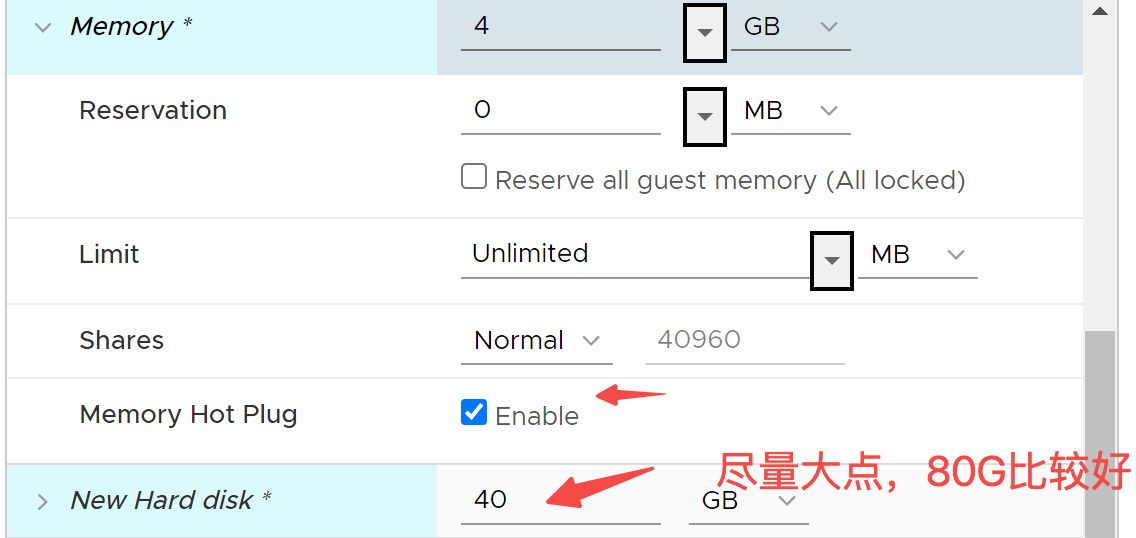 Memory * 4 GB
Reservation 0 MB
Reserve all guest memory (All locked)
Limit Unlimited MB
Shares Normal 40960
Memory Hot Plug Enable
尽量大点，80G比较好
New Hard disk * 40 GB